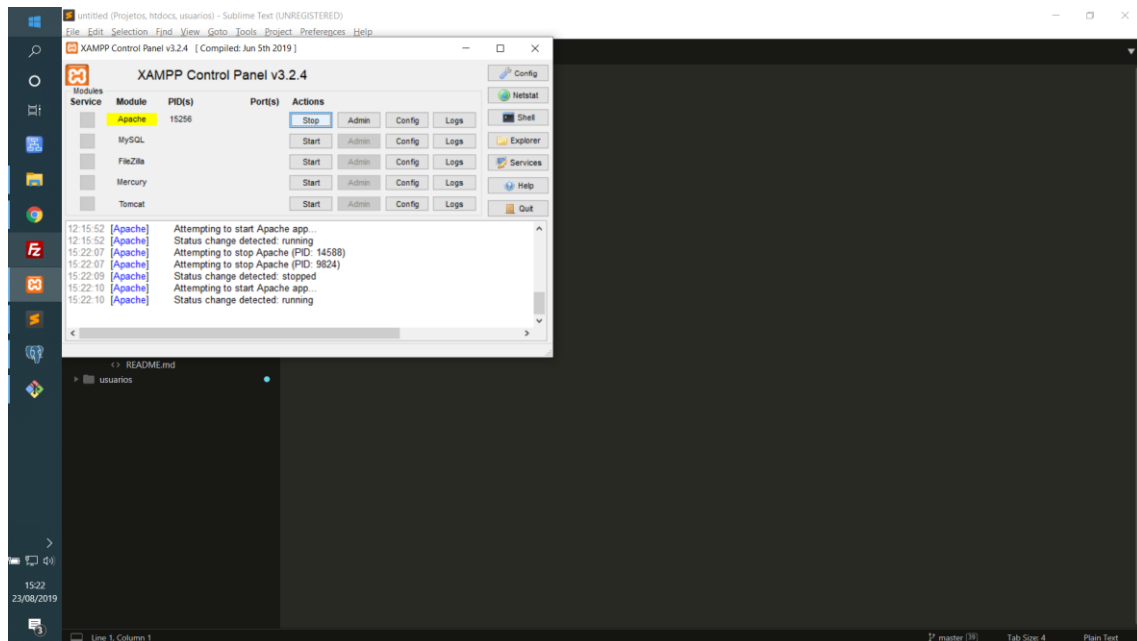 untitled (Projetos, htdocs, usuarios) - Sublime Text (UNREGISTERED)
File Edit Selection Find View Goto Tools Project Preferences Help
XAMPP Control Panel v3.2.4 [ Compiled: Jun 5th 2019 ]
XAMPP Control Panel v3.2.4
Config
Modules
Service Module PID(s) Port(s) Actions
Netstat
Apache 15256 Stop Admin Config Logs
Shell
MySQL Start Admin Config Logs
Explorer
FileZilla Start Admin Config Logs
Services
Mercury Start Admin Config Logs
Help
Tomcat Start Admin Config Logs
Quit
12:15:52 [Apache] Attempting to start Apache app...
12:15:52 [Apache] Status change detected: running
15:22:07 [Apache] Attempting to stop Apache (PID: 14588)
15:22:07 [Apache] Attempting to stop Apache (PID: 9824)
15:22:09 [Apache] Status change detected: stopped
15:22:10 [Apache] Attempting to start Apache app...
15:22:10 [Apache] Status change detected: running
<> README.md
usuarios
15:22
23/08/2019
3
Line 1, Column 1
master
Tab Size: 4
Plain Text